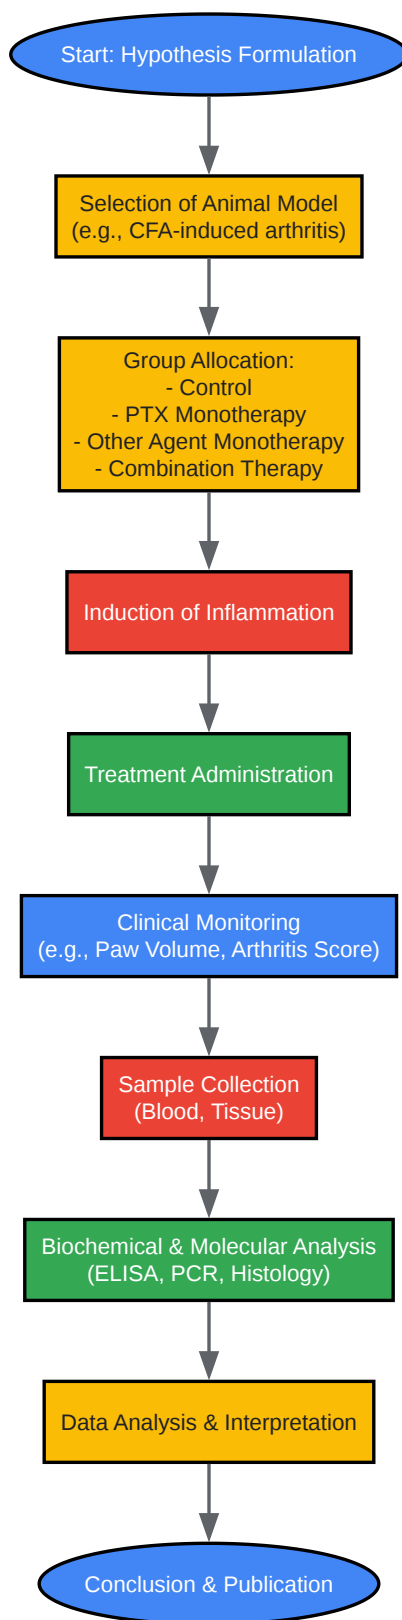 Start: Hypothesis Formulation
Selection of Animal Model
(e.g., CFA-induced arthritis)
Group Allocation:
- Control
- PTX Monotherapy
- Other Agent Monotherapy
- Combination Therapy
Induction of Inflammation
Treatment Administration
Clinical Monitoring
(e.g., Paw Volume, Arthritis Score)
Sample Collection
(Blood, Tissue)
Biochemical & Molecular Analysis
(ELISA, PCR, Histology)
Data Analysis & Interpretation
Conclusion & Publication